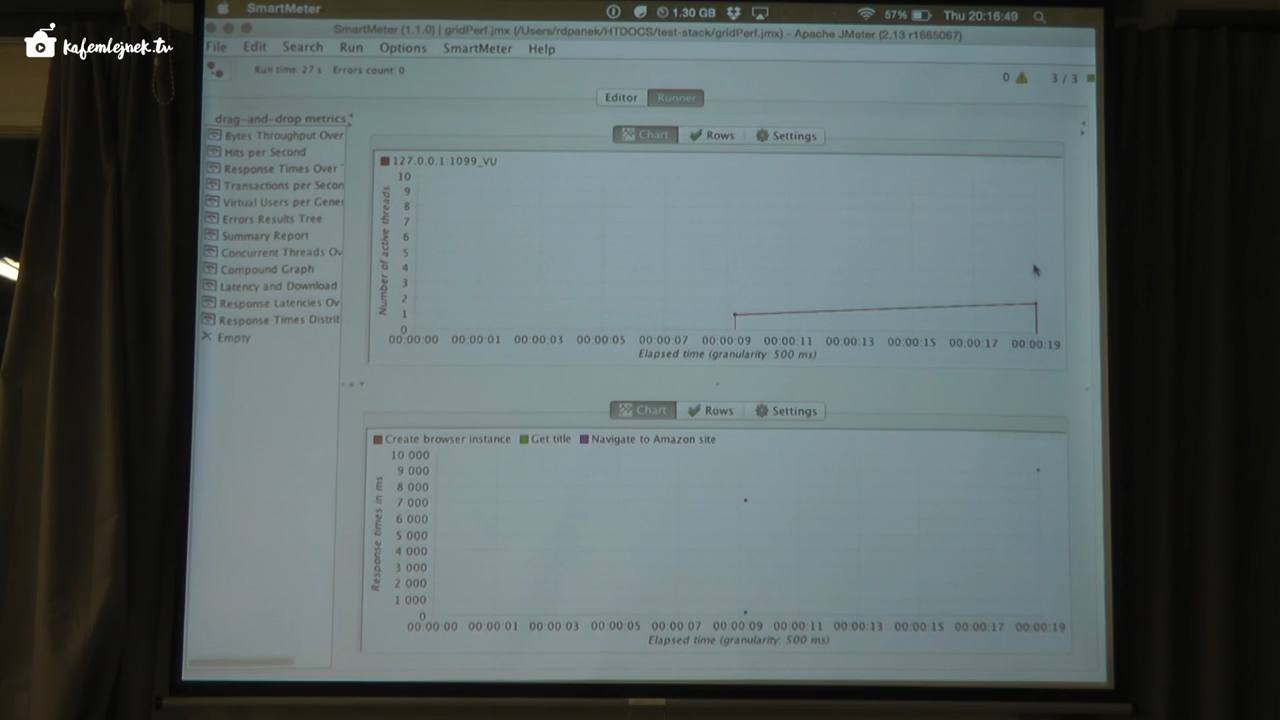 kafemlejnek.tv
SmartMeter 1.30 GB 57% Thu 20:16:49
SmartMeter (1.1.0) | gridPerf.jmx (/Users/rdpanek/HTDOCS/test-stack/gridPerf.jmx) - Apache JMeter (2.13 r1665067)
File Edit Search Run Options SmartMeter Help
Run time: 27 s Errors count: 0
0 3 / 3
Editor Runner
drag-and-drop metrics
Bytes Throughput Over
Hits per Second
Response Times Over
Transactions per Secon
Virtual Users per Gene
Errors Results Tree
Summary Report
Concurrent Threads Ov
Compound Graph
Latency and Download
Response Latencies Ov
Response Times Distrit
Empty
Chart Rows Settings
127.0.0.1:1099_VU
10
9
8
7
6
5
4
3
2
1
0
Number of active threads
00:00:00 00:00:01 00:00:03 00:00:05 00:00:07 00:00:09 00:00:11 00:00:13 00:00:15 00:00:17 00:00:19
Elapsed time (granularity: 500 ms)
Chart Rows Settings
Create browser instance Get title Navigate to Amazon site
10 000
9 000
8 000
7 000
6 000
5 000
4 000
3 000
2 000
1 000
0
Response times in ms
00:00:00 00:00:01 00:00:03 00:00:05 00:00:07 00:00:09 00:00:11 00:00:13 00:00:15 00:00:17 00:00:19
Elapsed time (granularity: 500 ms)